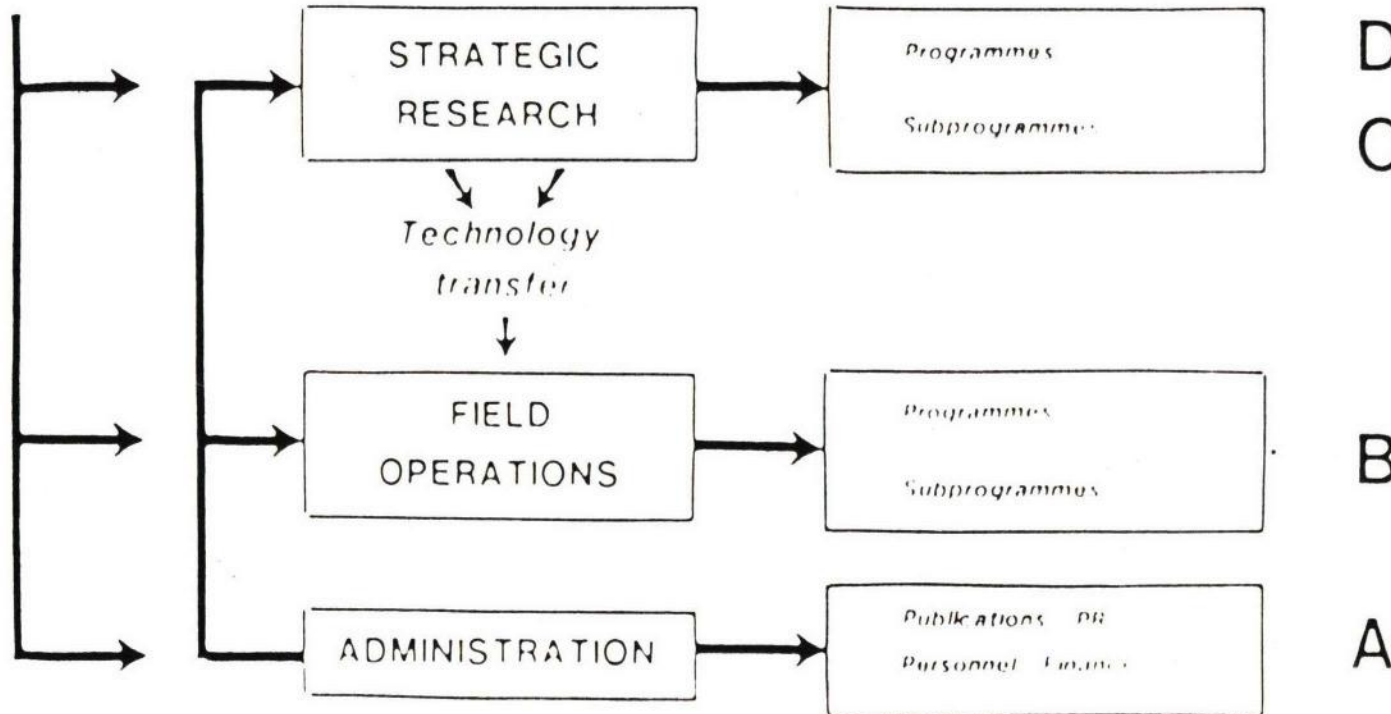 STRATEGIC
RESEARCH
Programmes
Subprogrammes
D
C
Technology
transfer
FIELD
OPERATIONS
Programmes
Subprogrammes
B
ADMINISTRATION
Publications PR
Personnel Finance
A